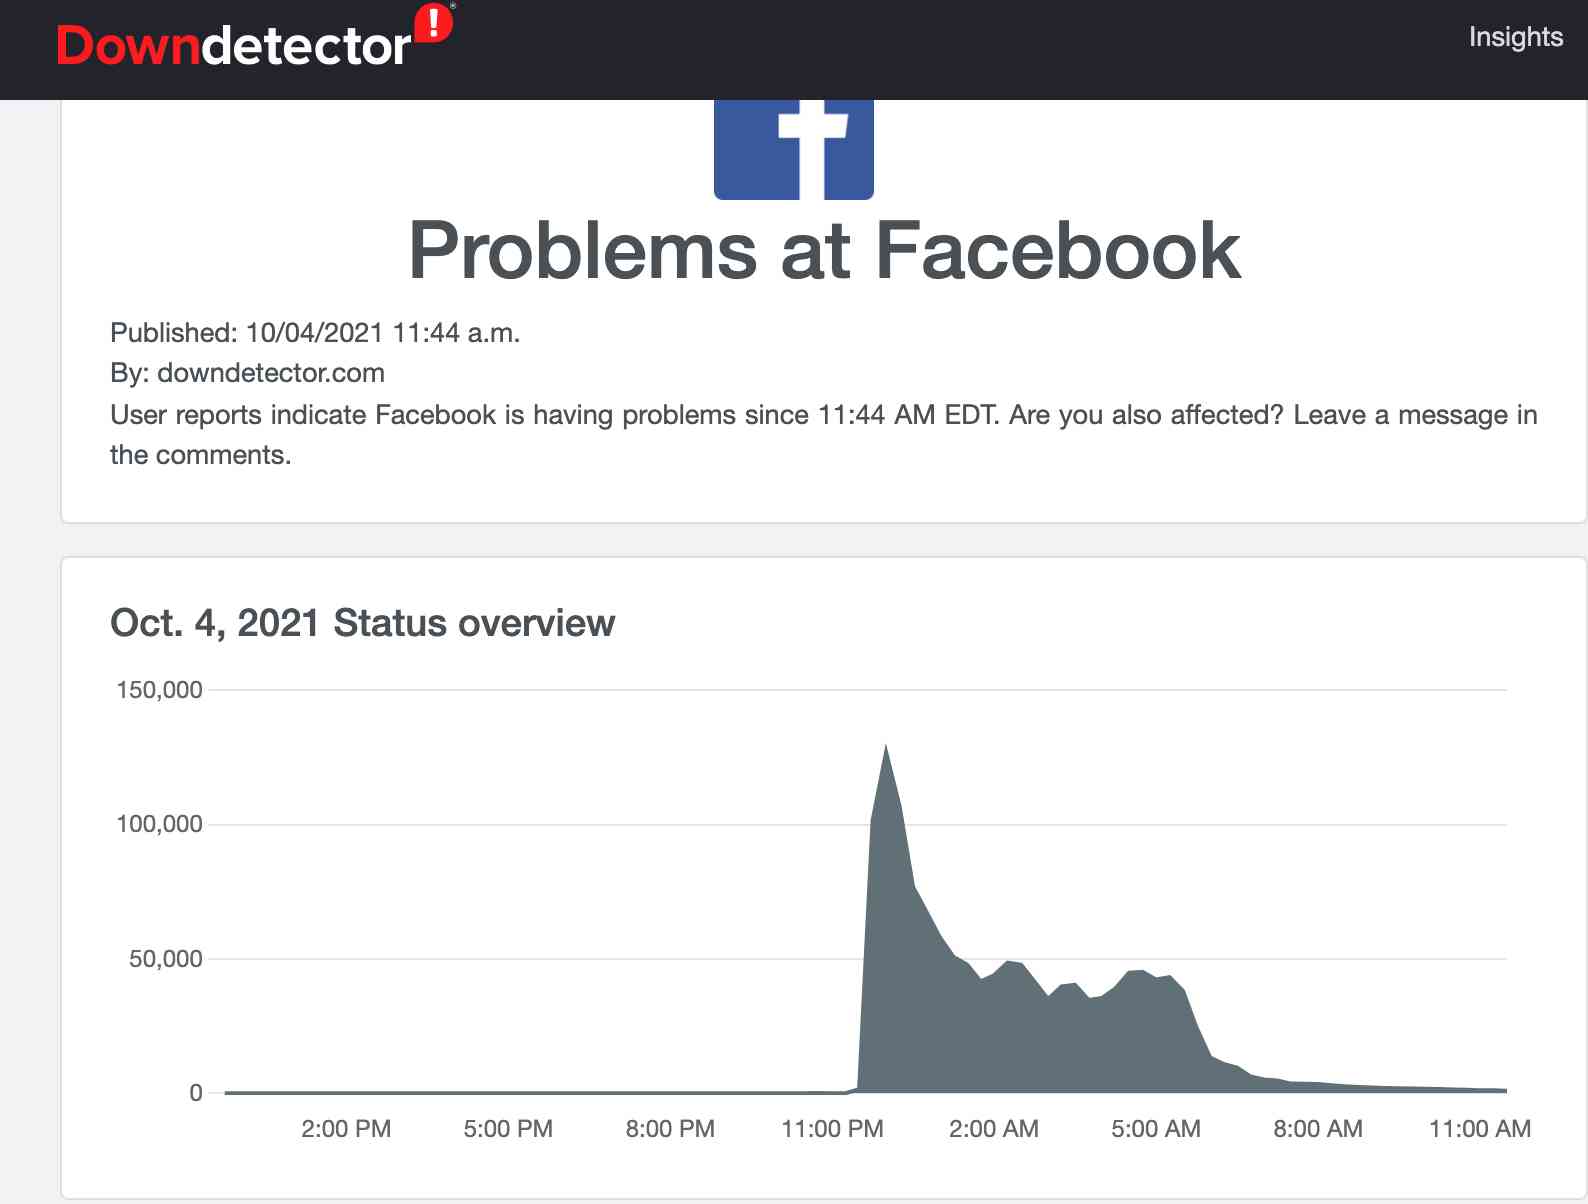 Downdetector
Insights
Problems at Facebook
Published: 10/04/2021 11:44 a.m.
By: downdetector.com
User reports indicate Facebook is having problems since 11:44 AM EDT. Are you also affected? Leave a message in
the comments.
Oct. 4, 2021 Status overview
150,000
100,000
50,000
0
2:00 PM 5:00 PM 8:00 PM 11:00 PM 2:00 AM 5:00 AM 8:00 AM 11:00 AM